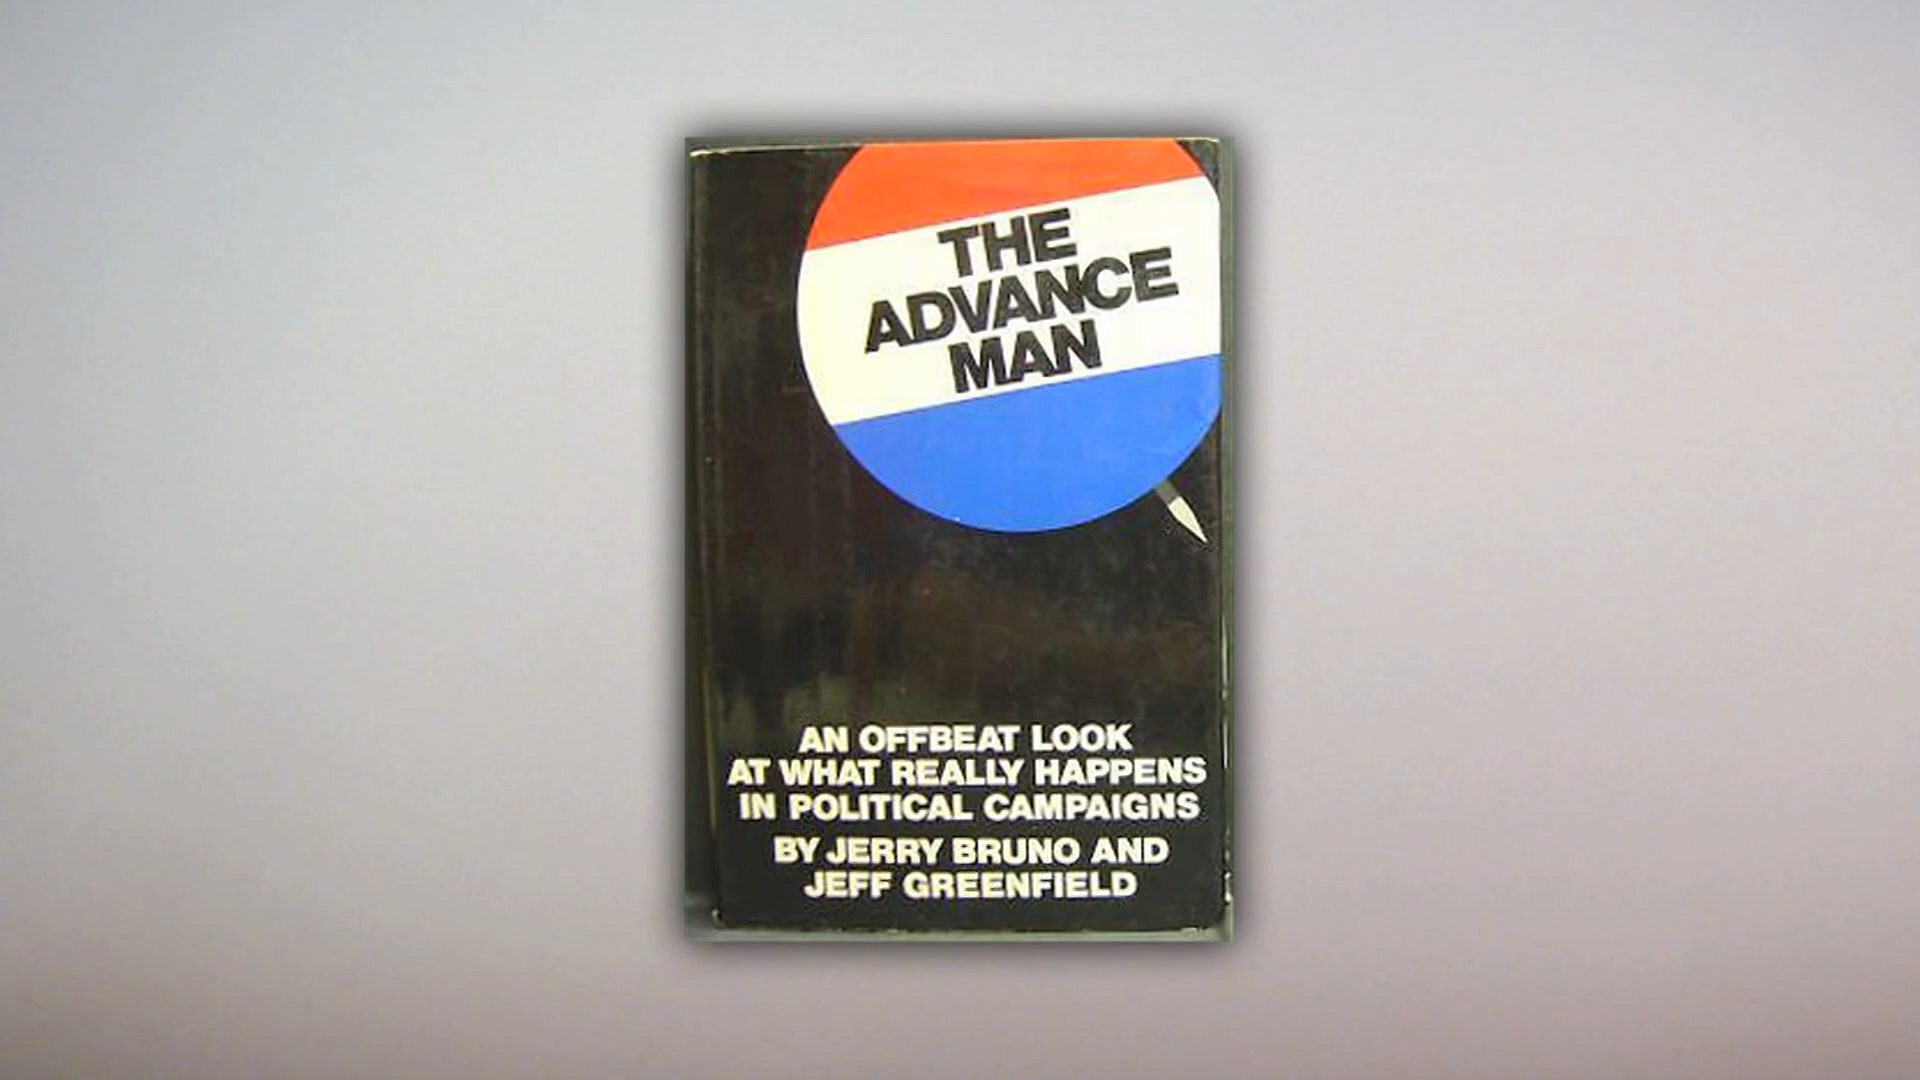 THE
ADVANCE
MAN
AN OFFBEAT LOOK
AT WHAT REALLY HAPPENS
IN POLITICAL CAMPAIGNS
BY JERRY BRUNO AND
JEFF GREENFIELD